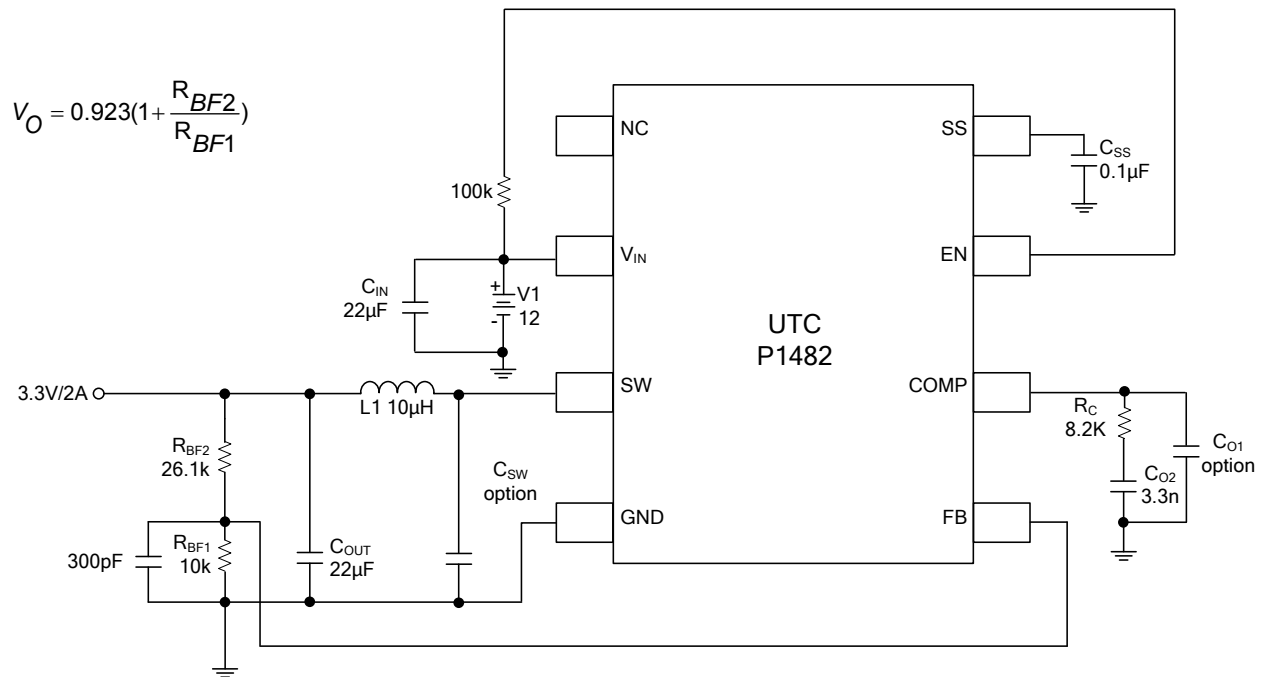 V_O = 0.923(1+ R_BF2 / R_BF1)
NC
SS
C_SS
0.1µF
100k
V_IN
EN
C_IN
22µF
+
V1
12
-
UTC
P1482
3.3V/2A
SW
COMP
L1 10µH
R_C
8.2K
C_O1
option
R_BF2
26.1k
C_SW
option
C_O2
3.3n
GND
FB
300pF
R_BF1
10k
C_OUT
22µF